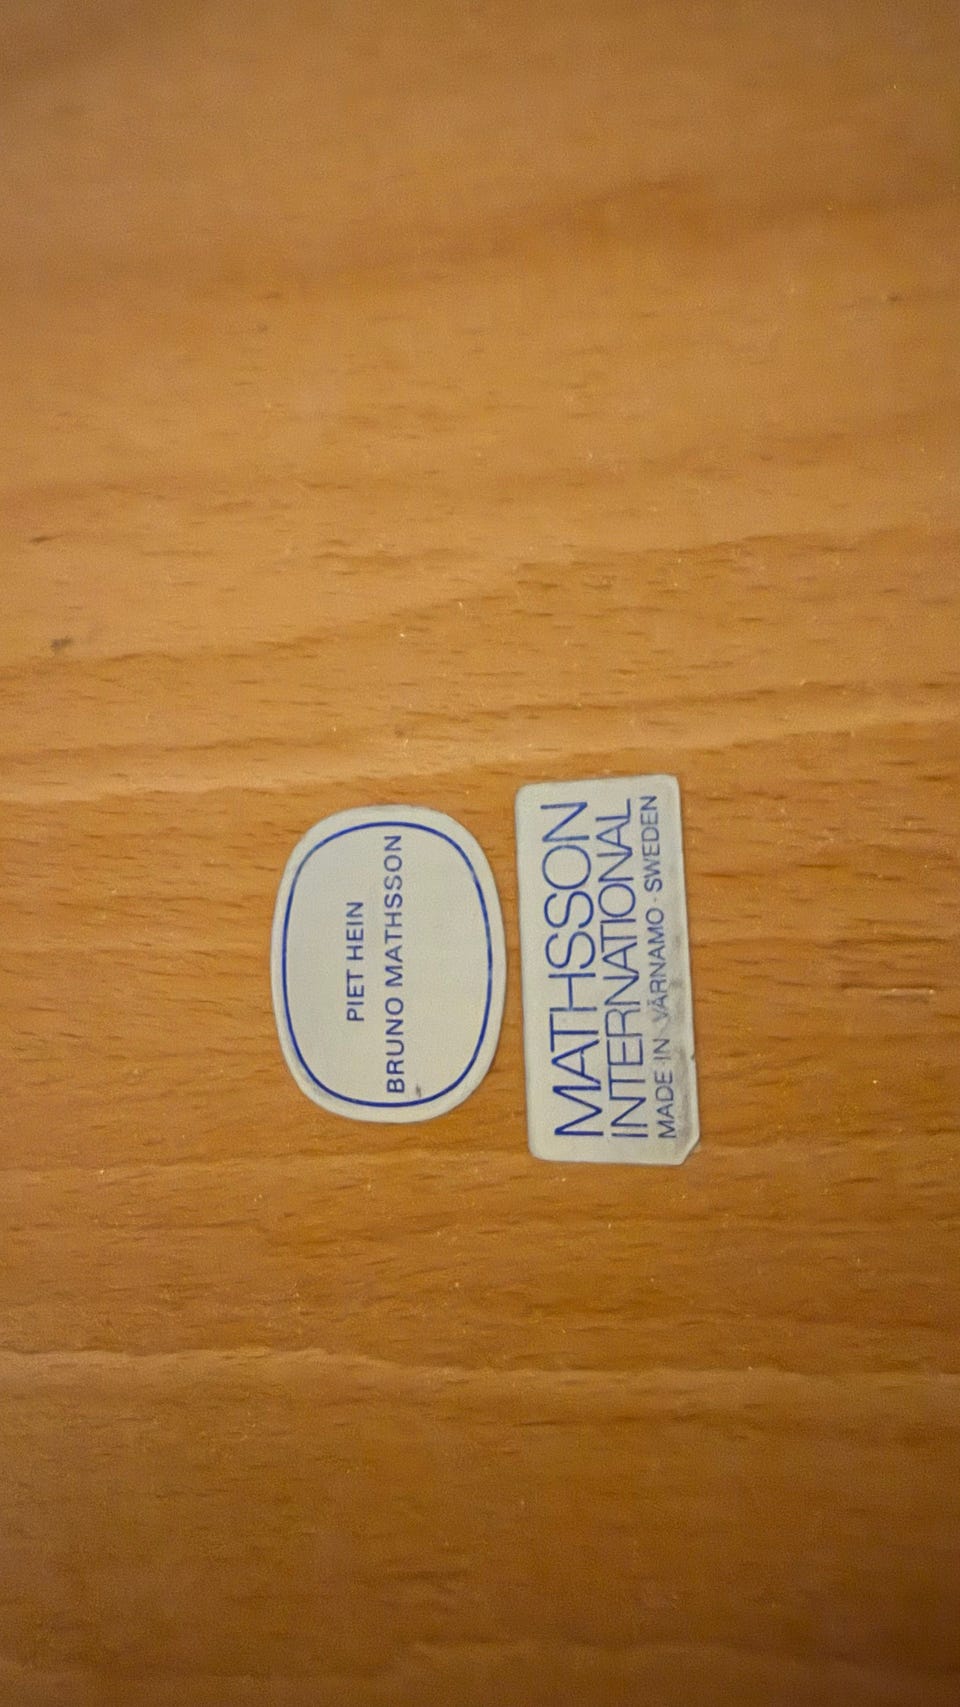 PIET HEIN
BRUNO MATHSSON
MATHSSON
INTERNATIONAL
MADE IN VÄRNAMO · SWEDEN